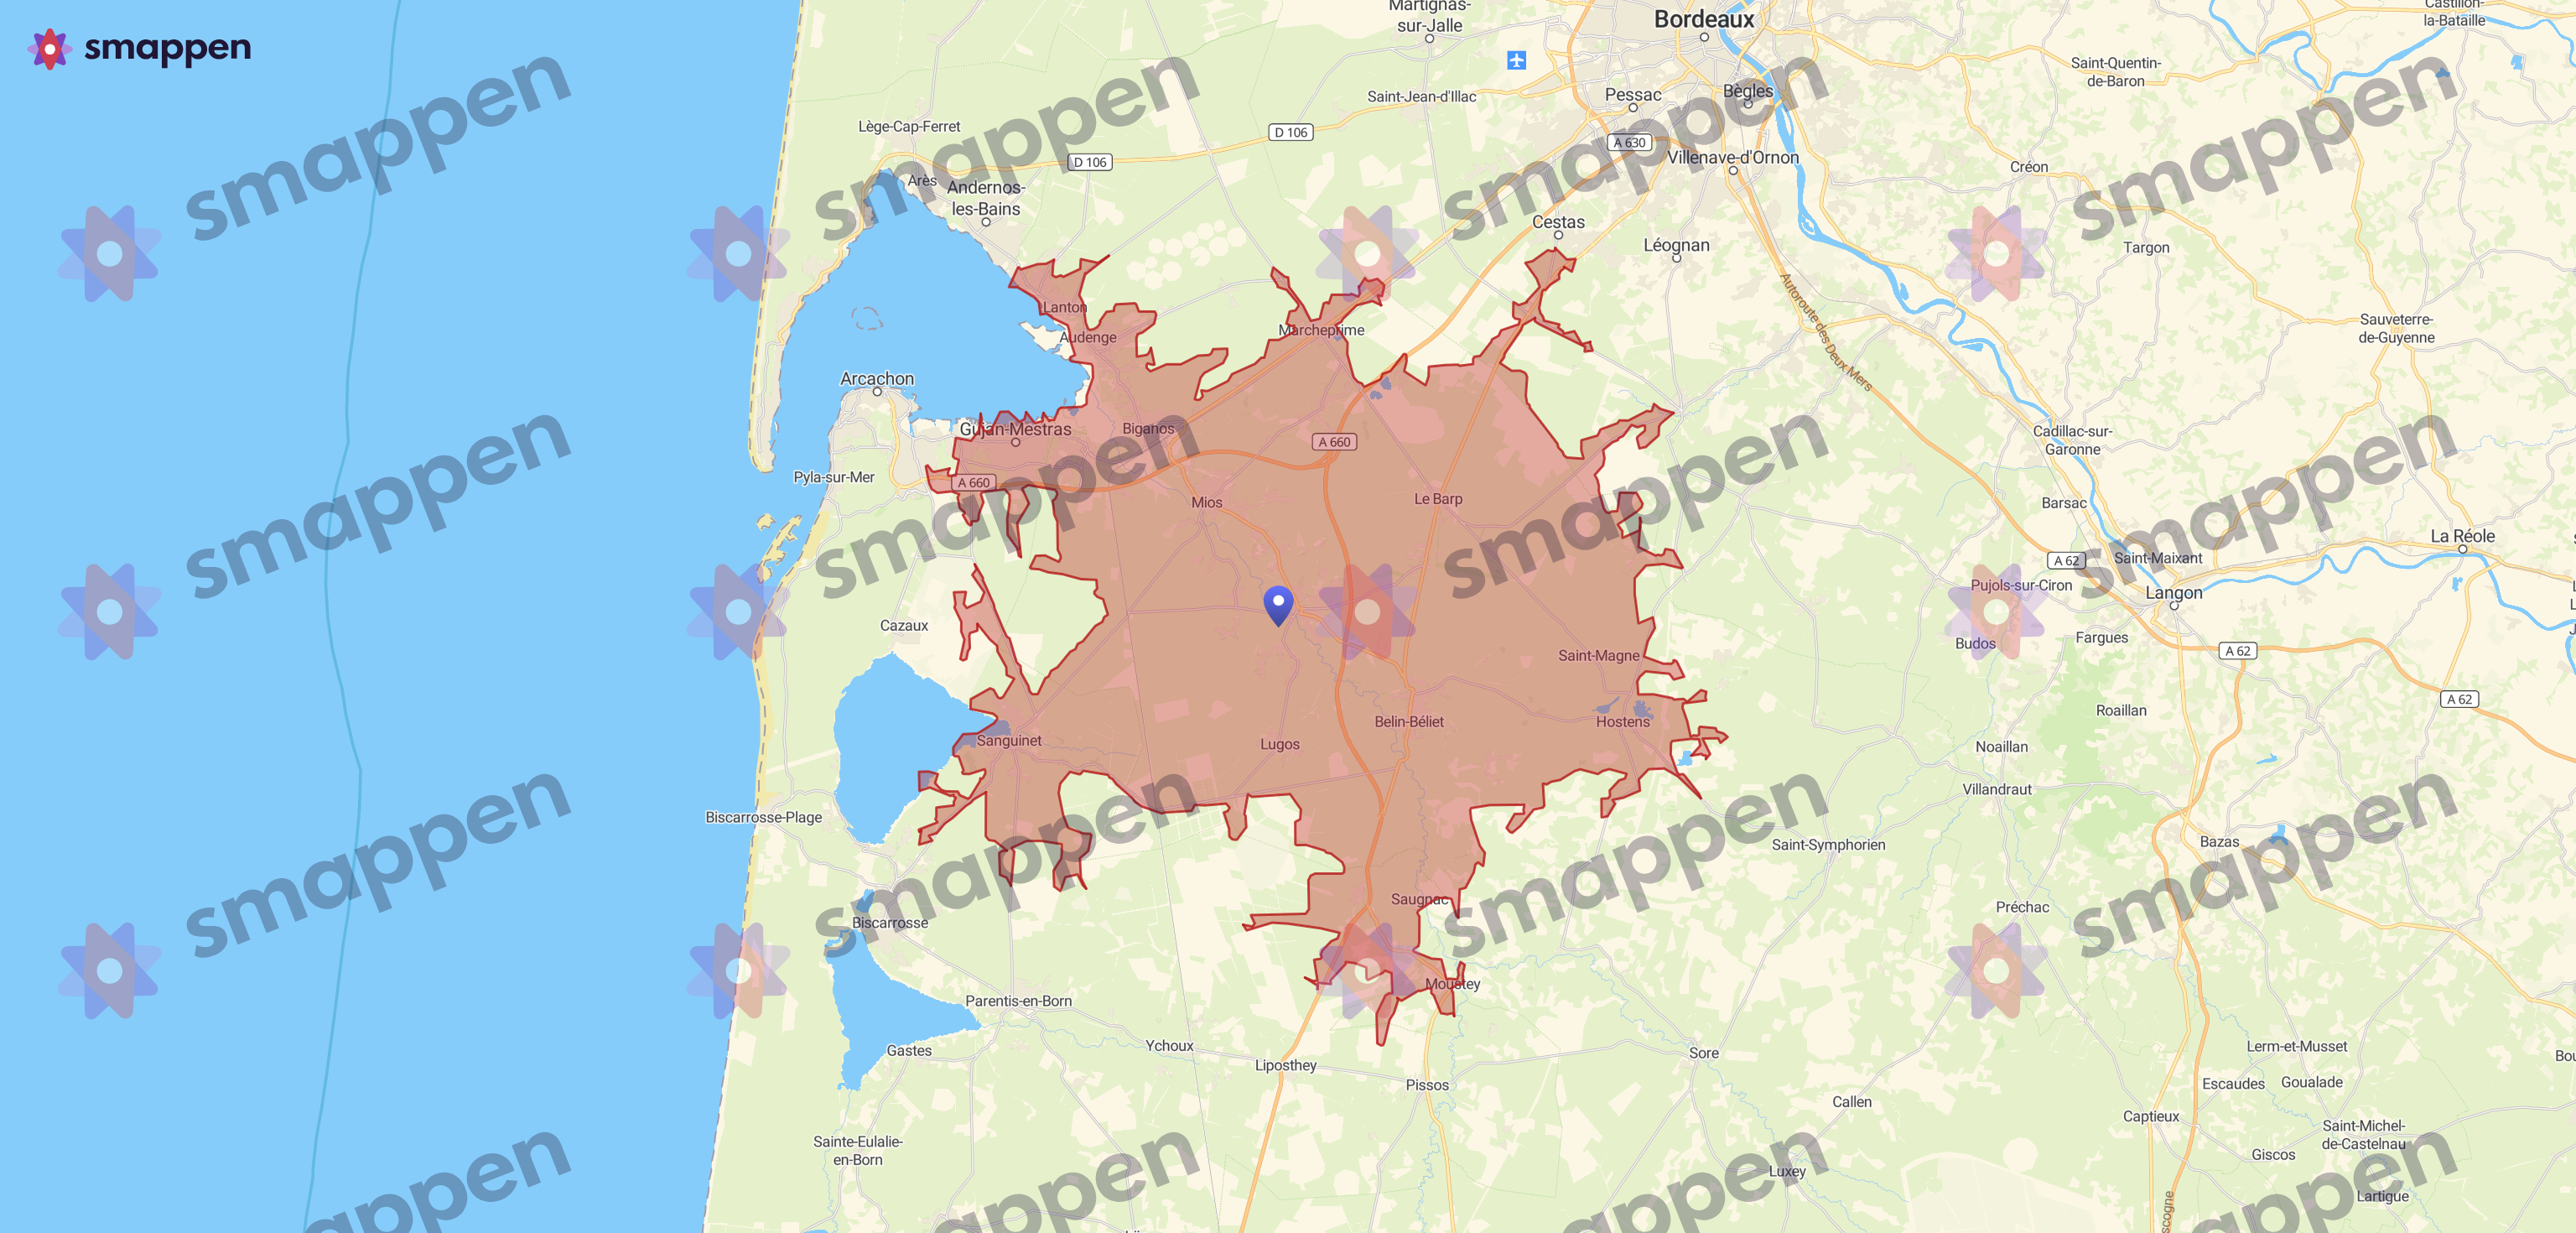 smappen
Martignas-
sur-Jalle
Bordeaux
Castillon-
la-Bataille
Saint-Quentin-
de-Baron
Saint-Jean-d'Illac
Pessac
Bègles
Lège-Cap-Ferret
D 106
D 106
A 630
Villenave-d'Ornon
Créon
Arès
Andernos-
les-Bains
smappen
smappen
smappen
smappen
Cestas
Léognan
Targon
Lanton
Audenge
Marcheprime
Autoroute des Deux Mers
Sauveterre-
de-Guyenne
Arcachon
Gujan-Mestras
Biganos
A 660
Cadillac-sur-
Garonne
Pyla-sur-Mer
A 660
Mios
Le Barp
Barsac
smappen
smappen
smappen
smappen
La Réole
A 62
Saint-Maixant
Pujols-sur-Ciron
Langon
Cazaux
Fargues
Budos
A 62
Saint-Magne
A 62
Roaillan
Belin-Béliet
Hostens
Sanguinet
Lugos
Noaillan
Villandraut
Biscarrosse-Plage
Saint-Symphorien
Bazas
smappen
smappen
smappen
smappen
Saugnac
Préchac
Biscarrosse
Moustey
Parentis-en-Born
Gastes
Ychoux
Liposthey
Sore
Lerm-et-Musset
Pissos
Escaudes
Goualade
Callen
Captieux
Sainte-Eulalie-
en-Born
Saint-Michel-
de-Castelnau
Giscos
Luxey
Lartigue
smappen
smappen
smappen
smappen